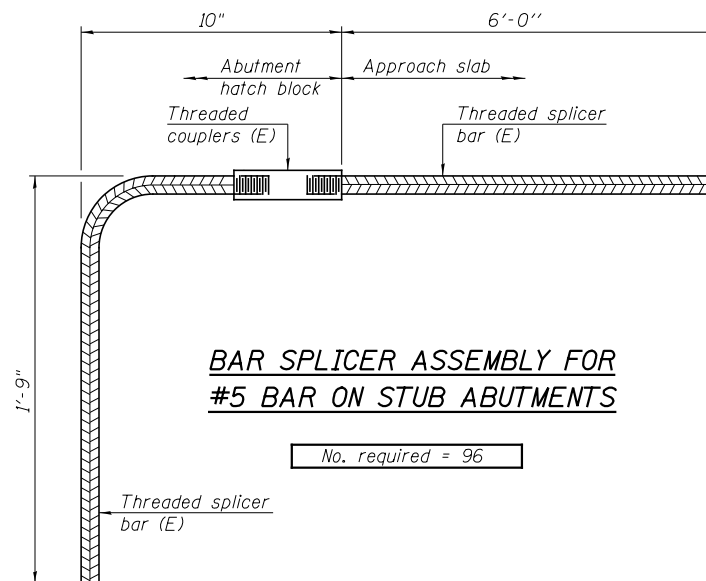 10"
6'-0"
Abutment
hatch block
Approach slab
Threaded
couplers (E)
Threaded splicer
bar (E)
1'-9"
BAR SPLICER ASSEMBLY FOR
#5 BAR ON STUB ABUTMENTS
No. required = 96
Threaded splicer
bar (E)